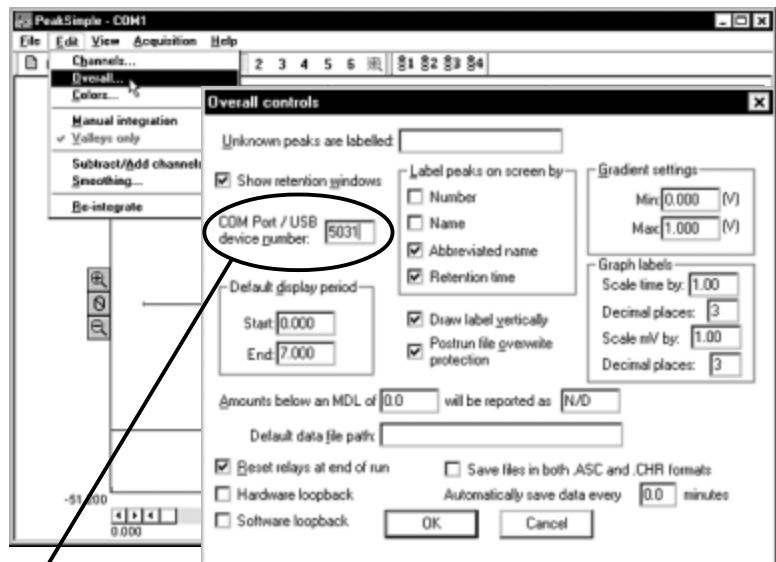 PeakSimple - COM1
File Edit View Acquisition Help
2 3 4 5 6 81 82 83 84
Channels...
Overall...
Colors...
Manual integration
Valleys only
Subtract/Add channels
Smoothing...
Re-integrate
Overall controls
Unknown peaks are labelled:
Show retention windows
COM Port / USB
device number: 5031
Default display period
Start: 0.000
End: 7.000
Label peaks on screen by
Number
Name
Abbreviated name
Retention time
Draw label vertically
Postrun file overwrite
protection
Gradient settings
Min: 0.000 (V)
Max: 1.000 (V)
Graph labels
Scale time by: 1.00
Decimal places: 3
Scale mV by: 1.00
Decimal places: 3
Amounts below an MDL of 0.0 will be reported as N/D
Default data file path:
Reset relays at end of run
Save files in both .ASC and .CHR formats
Hardware loopback
Automatically save data every 0.0 minutes
Software loopback
OK Cancel
-51.200
0.000